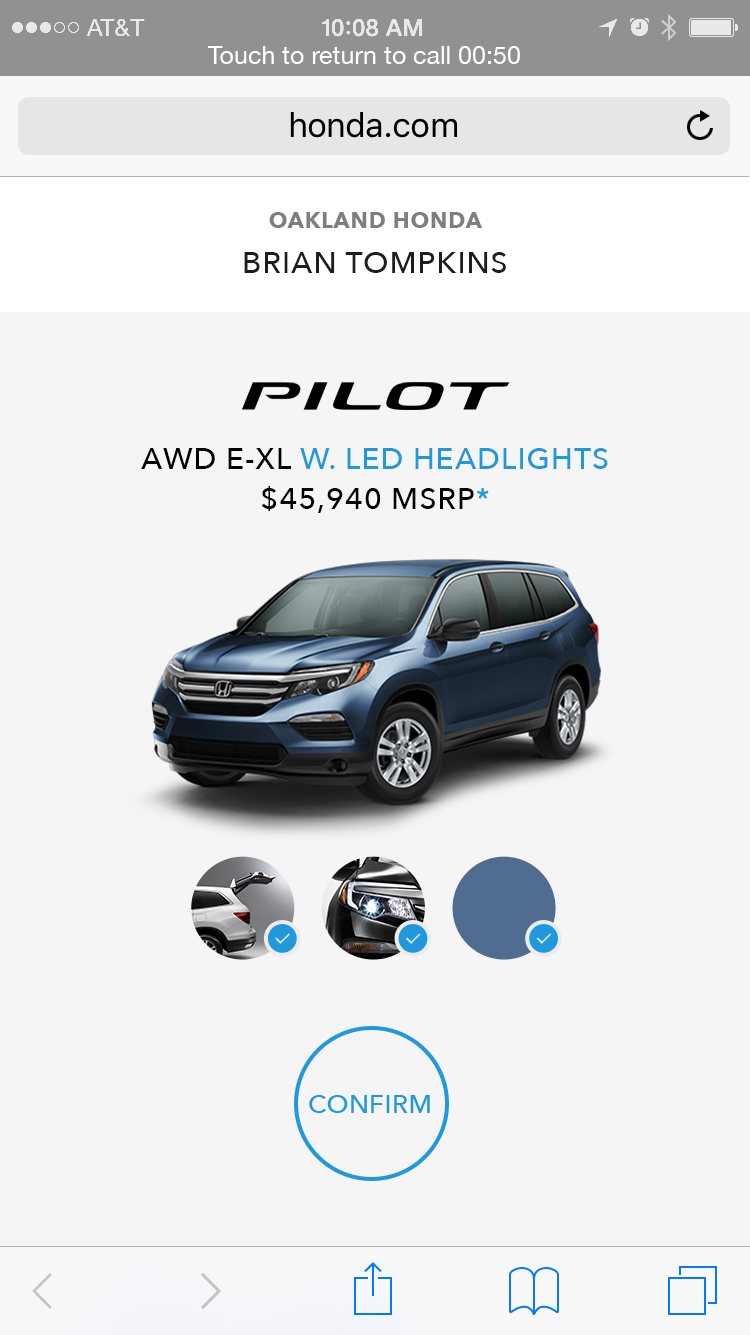 AT&T 10:08 AM
Touch to return to call 00:50
honda.com
OAKLAND HONDA
BRIAN TOMPKINS
PILOT
AWD E-XL W. LED HEADLIGHTS
$45,940 MSRP*
CONFIRM